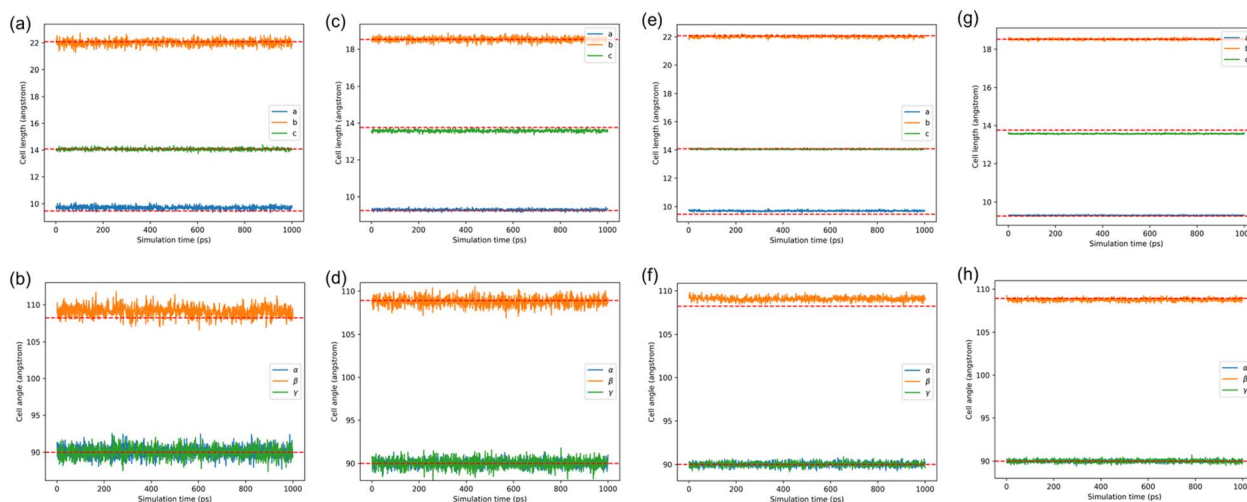 (a)
Cell length (angstrom)
22
20
18
16
14
12
10
a
b
c
0 200 400 600 800 1000
Simulation time (ps)
(c)
Cell length (angstrom)
18
16
14
12
10
a
b
c
0 200 400 600 800 1000
Simulation time (ps)
(e)
Cell length (angstrom)
22
20
18
16
14
12
10
a
b
c
0 200 400 600 800 1000
Simulation time (ps)
(g)
Cell length (angstrom)
18
16
14
12
10
a
b
c
0 200 400 600 800 1000
Simulation time (ps)
(b)
Cell angle (angstrom)
110
105
100
95
90
α
β
γ
0 200 400 600 800 1000
Simulation time (ps)
(d)
Cell angle (angstrom)
110
105
100
95
90
α
β
γ
0 200 400 600 800 1000
Simulation time (ps)
(f)
Cell angle (angstrom)
110
105
100
95
90
α
β
γ
0 200 400 600 800 1000
Simulation time (ps)
(h)
Cell angle (angstrom)
110
105
100
95
90
α
β
γ
0 200 400 600 800 1000
Simulation time (ps)